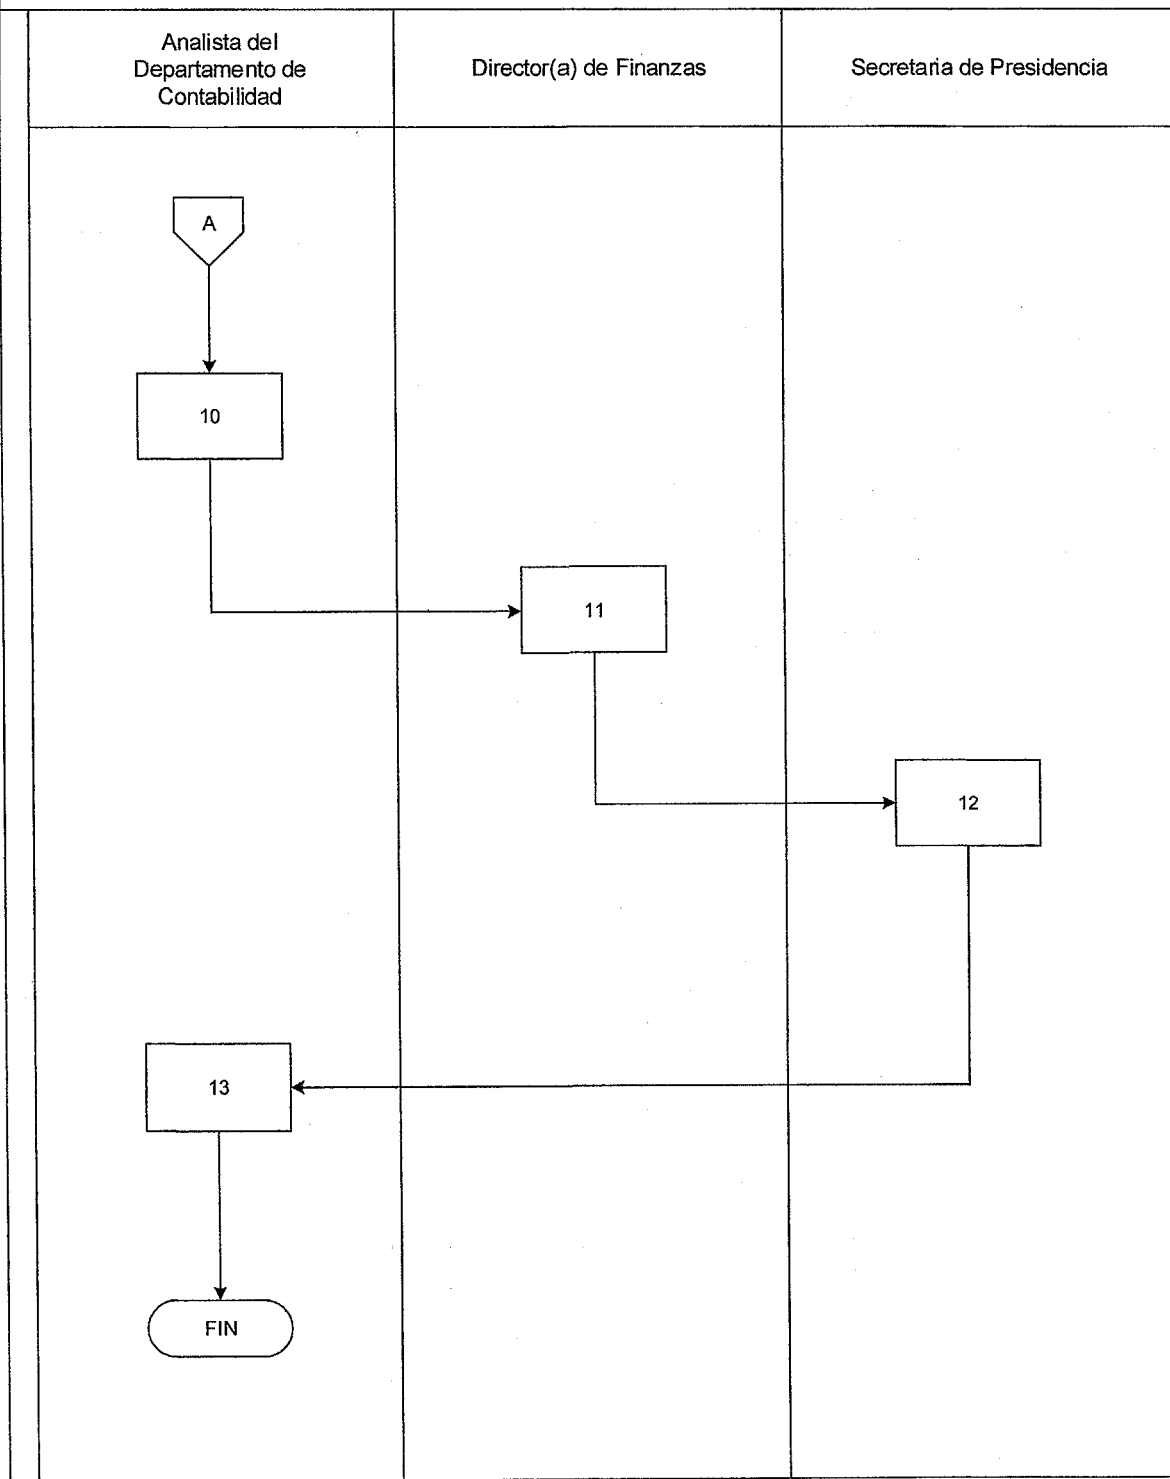 Analista del
Departamento de
Contabilidad
Director(a) de Finanzas
Secretaria de Presidencia
A
10
11
12
13
FIN